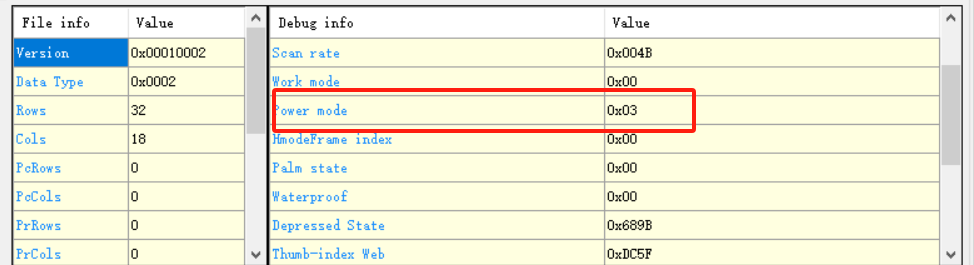 File info Value Debug info Value
Version 0x00010002 Scan rate 0x004B
Data Type 0x0002 Work mode 0x00
Rows 32 Power mode 0x03
Cols 18 HmodeFrame index 0x00
PcRows 0 Palm state 0x00
PcCols 0 Waterproof 0x00
PrRows 0 Depressed State 0x689B
PrCols 0 Thumb-index Web 0xDC5F